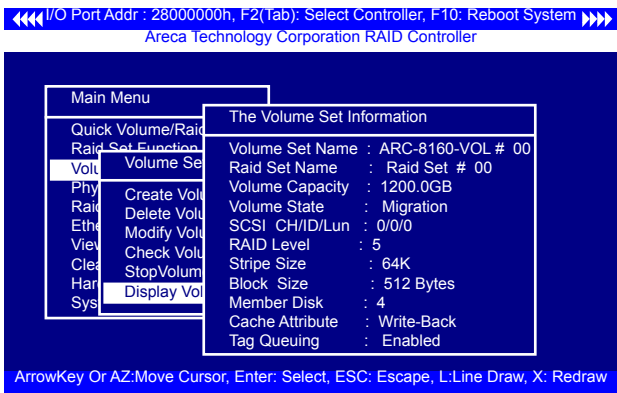 I/O Port Addr : 28000000h, F2(Tab): Select Controller, F10: Reboot System
Areca Technology Corporation RAID Controller
Main Menu
Quick Volume/Raid
Raid Set Function
Volu
Phy
Raid
Ethe
View
Clea
Hard
Sys
Volume Se
Create Volu
Delete Volu
Modify Volu
Check Volu
StopVolum
Display Vol
The Volume Set Information
Volume Set Name : ARC-8160-VOL # 00
Raid Set Name : Raid Set # 00
Volume Capacity : 1200.0GB
Volume State : Migration
SCSI CH/ID/Lun : 0/0/0
RAID Level : 5
Stripe Size : 64K
Block Size : 512 Bytes
Member Disk : 4
Cache Attribute : Write-Back
Tag Queuing : Enabled
ArrowKey Or AZ:Move Cursor, Enter: Select, ESC: Escape, L:Line Draw, X: Redraw